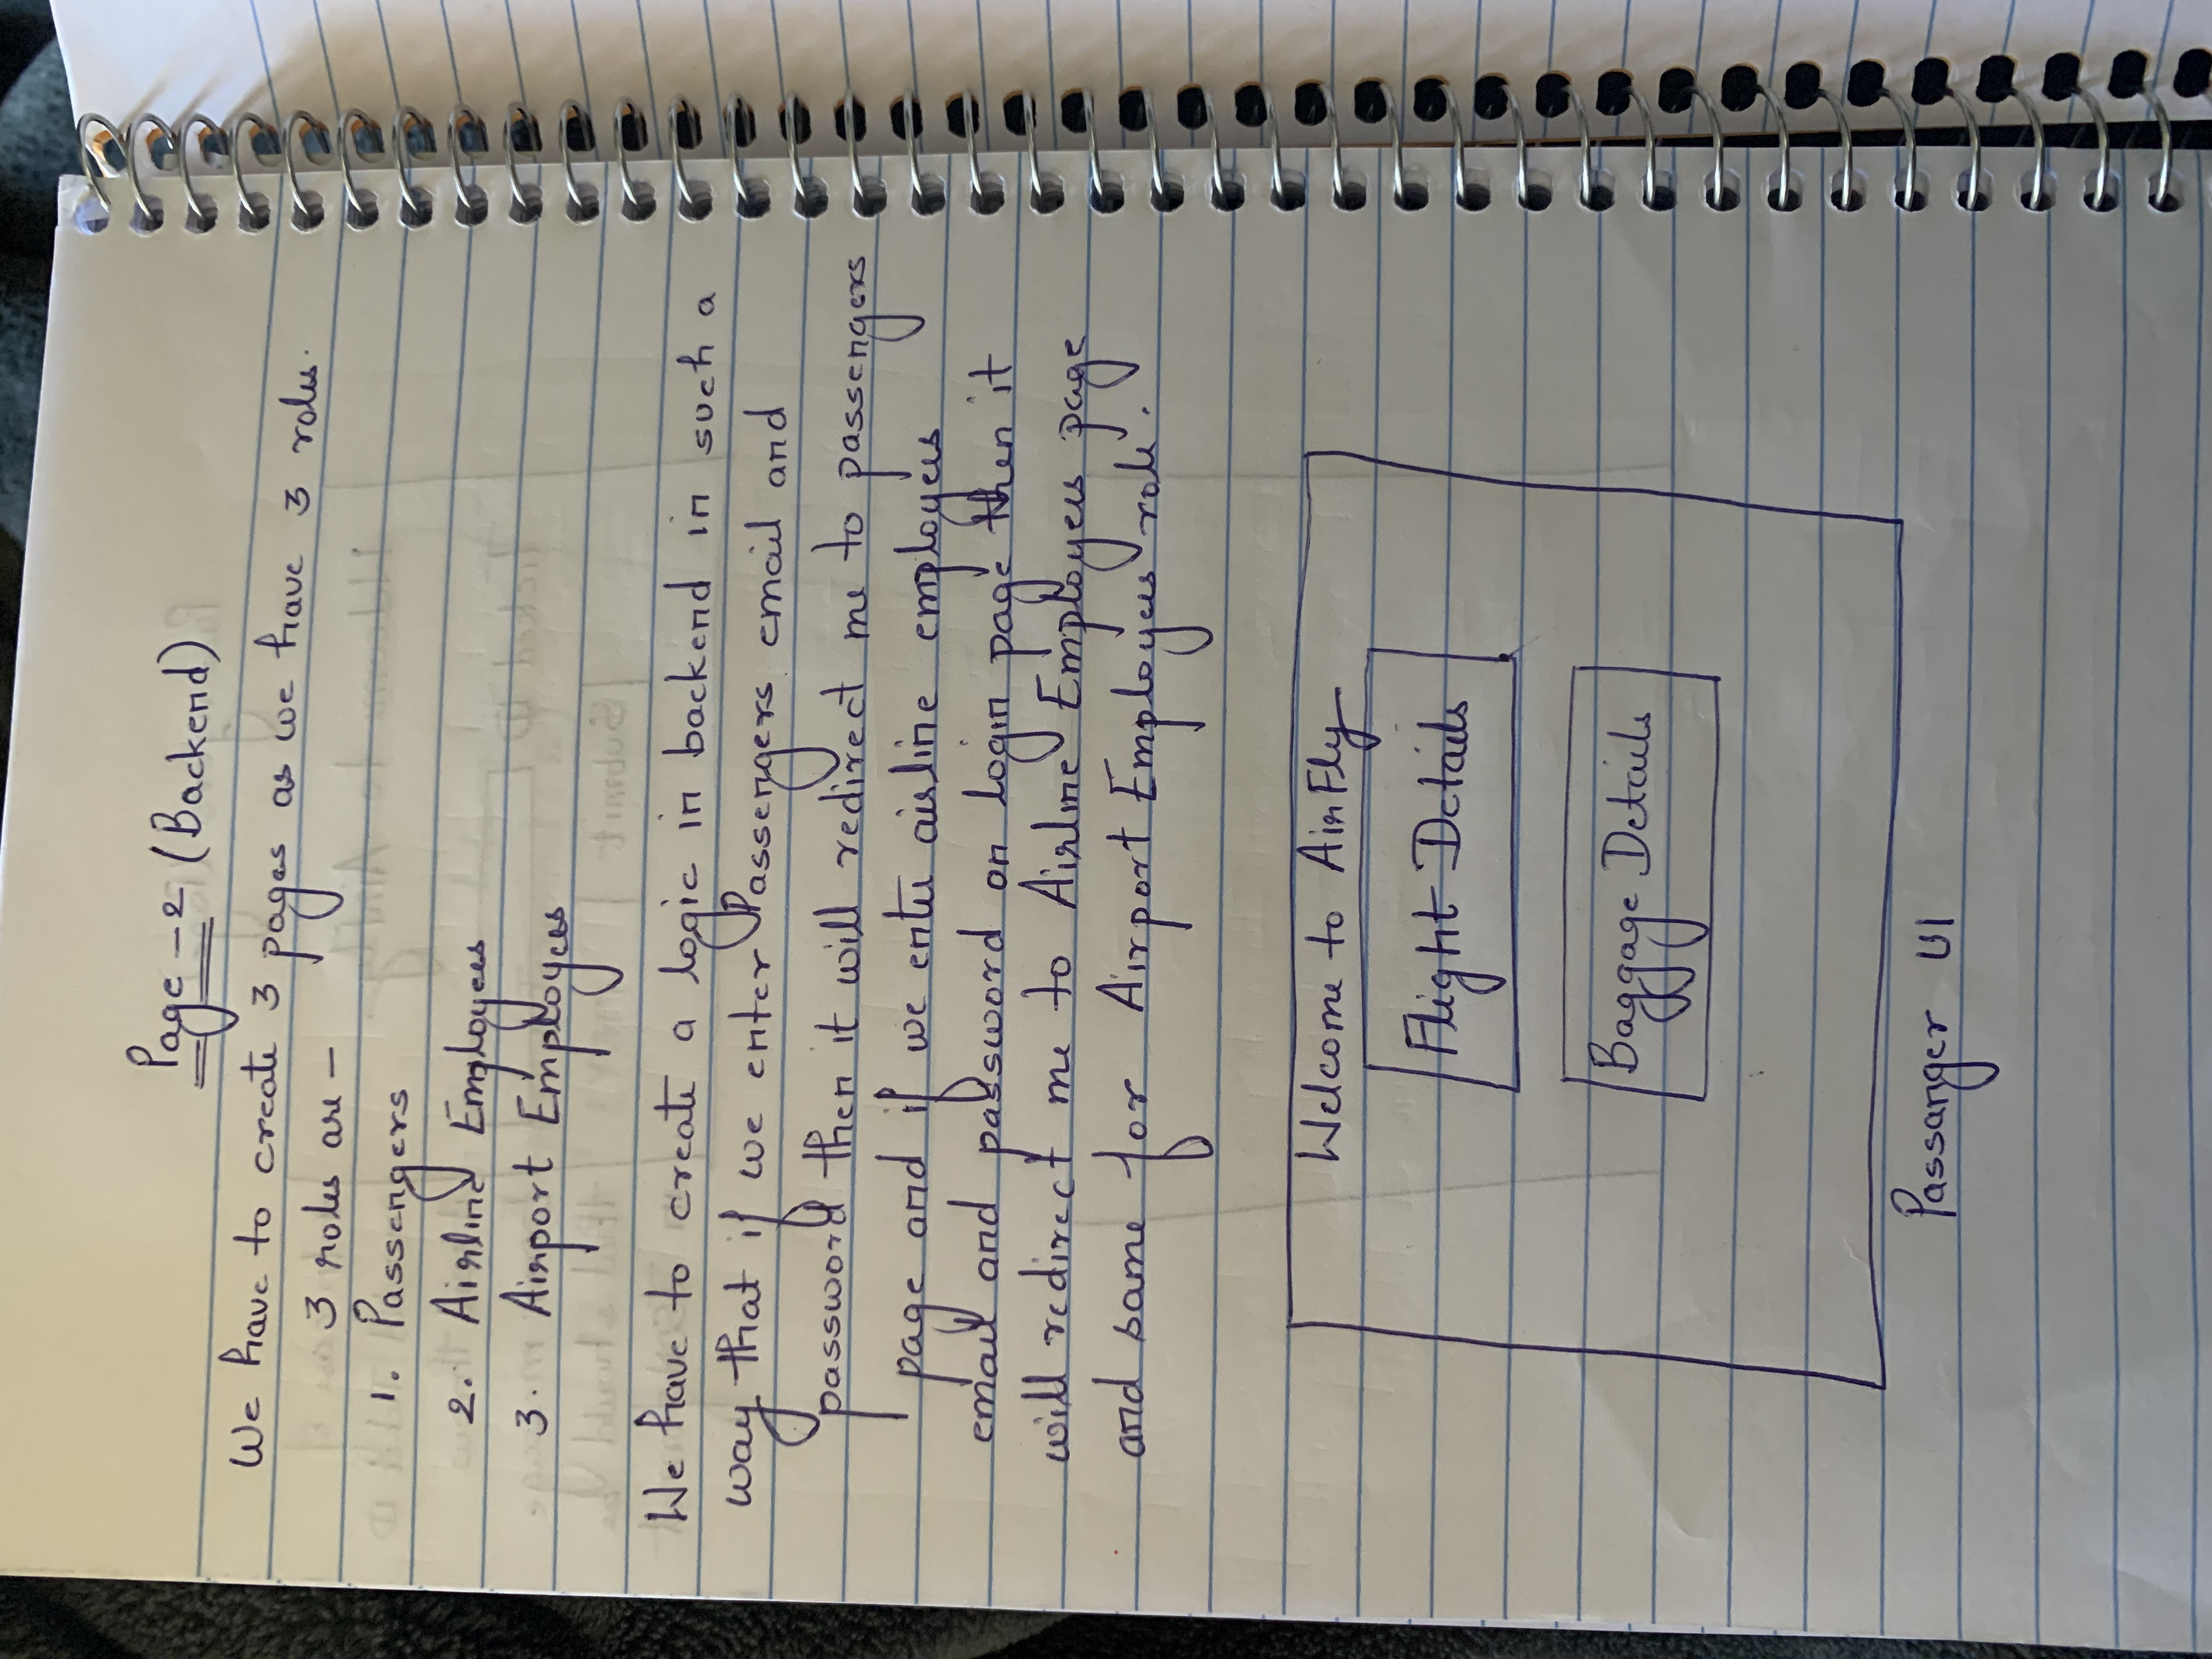 Page - 2 (Backend)
We have to create 3 pages as we have 3 roles.
3 roles are -
1. Passengers
2. Airline Employees
3. Airport Employees
We have to create a logic in backend in such a
way that if we enter Passengers email and
password then it will redirect me to passengers
page and if we enter airline employees
email and password on login page then it
will redirect me to Airline Employees page
and same for Airport Employees role.
Welcome to AirFly
Flight Details
Baggage Details
Passanger UI